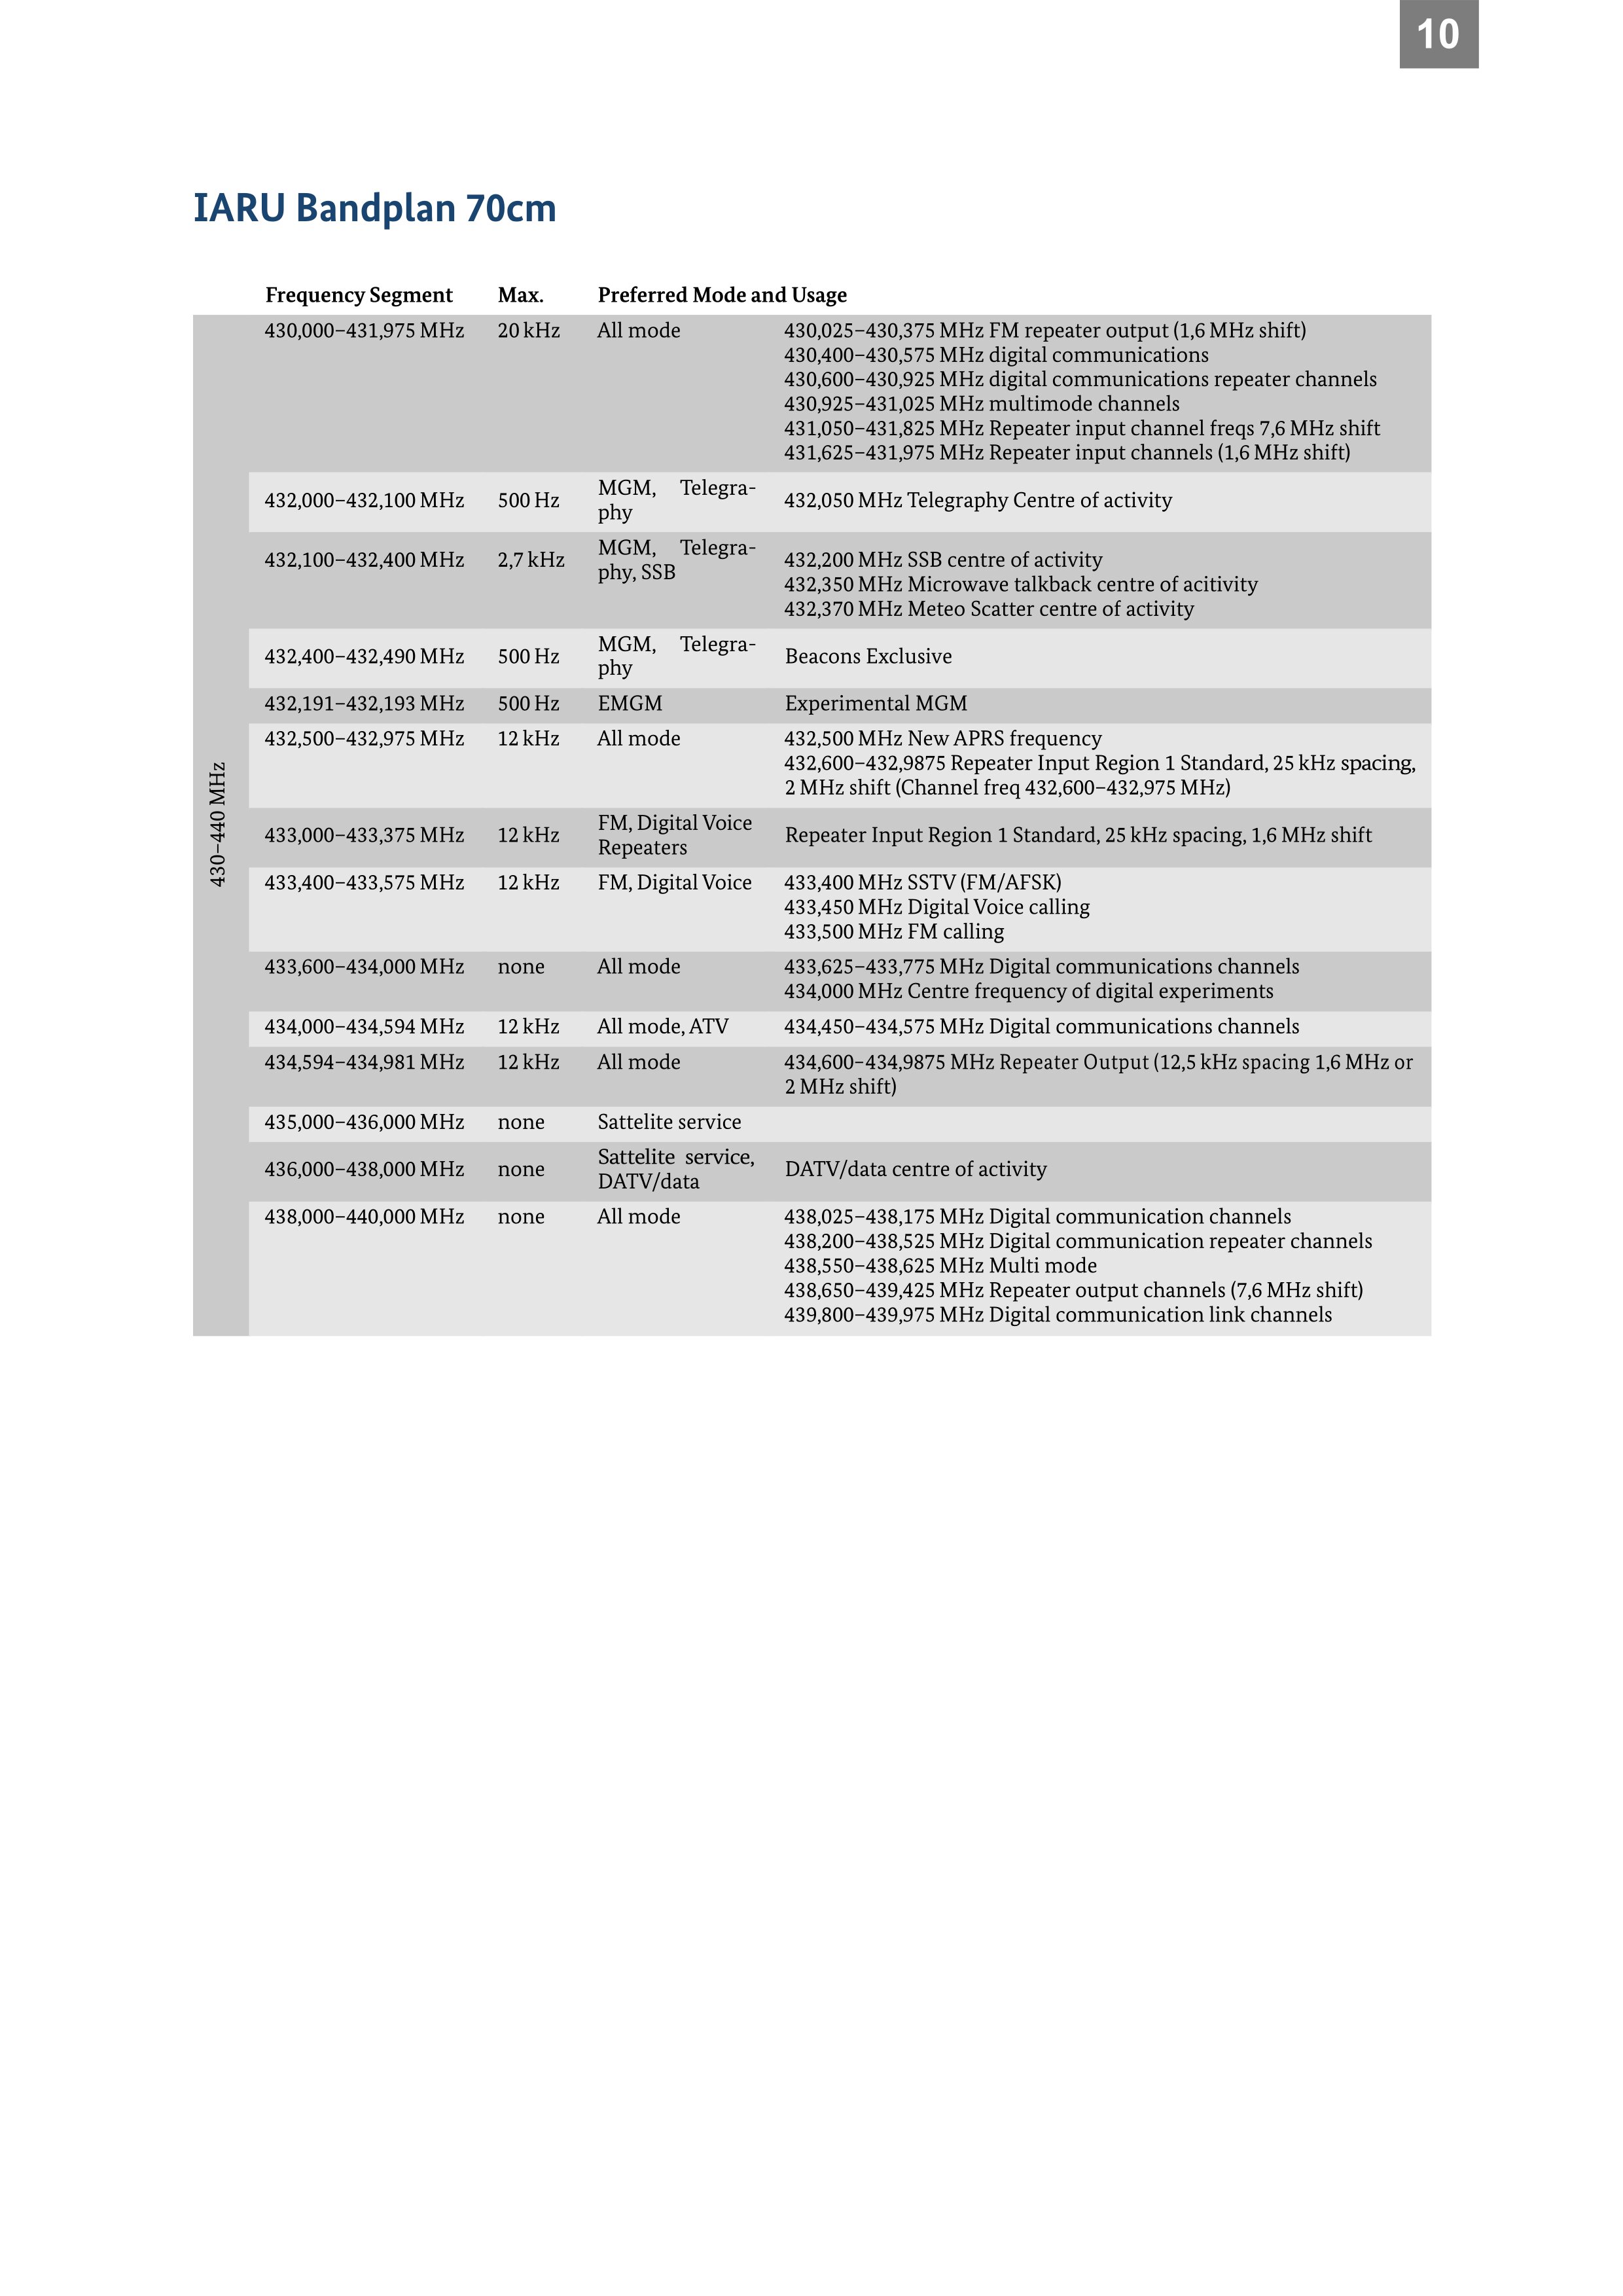 10
IARU Bandplan 70cm
Frequency Segment Max. Preferred Mode and Usage
430–440 MHz
430,000–431,975 MHz 20 kHz All mode 430,025–430,375 MHz FM repeater output (1,6 MHz shift)
430,400–430,575 MHz digital communications
430,600–430,925 MHz digital communications repeater channels
430,925–431,025 MHz multimode channels
431,050–431,825 MHz Repeater input channel freqs 7,6 MHz shift
431,625–431,975 MHz Repeater input channels (1,6 MHz shift)
432,000–432,100 MHz 500 Hz MGM, Telegra-
phy 432,050 MHz Telegraphy Centre of activity
432,100–432,400 MHz 2,7 kHz MGM, Telegra-
phy, SSB 432,200 MHz SSB centre of activity
432,350 MHz Microwave talkback centre of acitivity
432,370 MHz Meteo Scatter centre of activity
432,400–432,490 MHz 500 Hz MGM, Telegra-
phy Beacons Exclusive
432,191–432,193 MHz 500 Hz EMGM Experimental MGM
432,500–432,975 MHz 12 kHz All mode 432,500 MHz New APRS frequency
432,600–432,9875 Repeater Input Region 1 Standard, 25 kHz spacing,
2 MHz shift (Channel freq 432,600–432,975 MHz)
433,000–433,375 MHz 12 kHz FM, Digital Voice
Repeaters Repeater Input Region 1 Standard, 25 kHz spacing, 1,6 MHz shift
433,400–433,575 MHz 12 kHz FM, Digital Voice 433,400 MHz SSTV (FM/AFSK)
433,450 MHz Digital Voice calling
433,500 MHz FM calling
433,600–434,000 MHz none All mode 433,625–433,775 MHz Digital communications channels
434,000 MHz Centre frequency of digital experiments
434,000–434,594 MHz 12 kHz All mode, ATV 434,450–434,575 MHz Digital communications channels
434,594–434,981 MHz 12 kHz All mode 434,600–434,9875 MHz Repeater Output (12,5 kHz spacing 1,6 MHz or
2 MHz shift)
435,000–436,000 MHz none Sattelite service
436,000–438,000 MHz none Sattelite service,
DATV/data DATV/data centre of activity
438,000–440,000 MHz none All mode 438,025–438,175 MHz Digital communication channels
438,200–438,525 MHz Digital communication repeater channels
438,550–438,625 MHz Multi mode
438,650–439,425 MHz Repeater output channels (7,6 MHz shift)
439,800–439,975 MHz Digital communication link channels